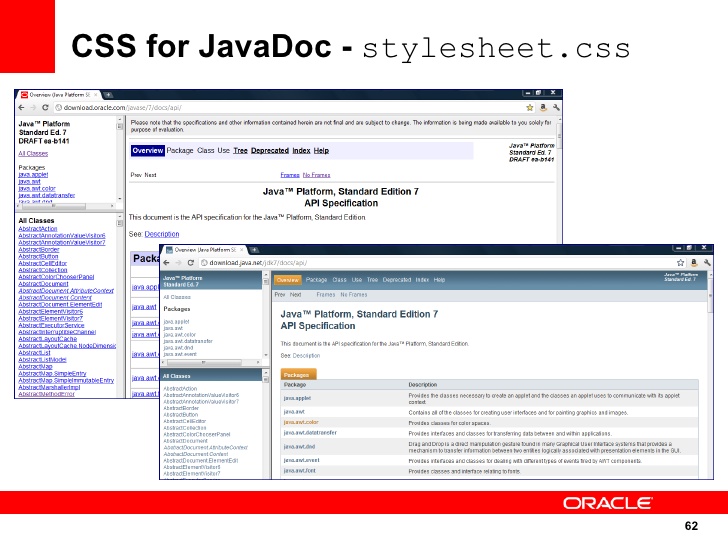 CSS for JavaDoc - stylesheet.css
Overview (Java Platform SE
download.oracle.com/javase/7/docs/api/
Java™ Platform
Standard Ed. 7
DRAFT ea-b141
All Classes
Packages
java.applet
java.awt
java.awt.color
java.awt.datatransfer
java.awt.dnd
All Classes
AbstractAction
AbstractAnnotationValueVisitor6
AbstractAnnotationValueVisitor7
AbstractBorder
AbstractButton
AbstractCellEditor
AbstractCollection
AbstractColorChooserPanel
AbstractDocument
AbstractDocument.AttributeContext
AbstractDocument.Content
AbstractDocument.ElementEdit
AbstractElementVisitor6
AbstractElementVisitor7
AbstractExecutorService
AbstractInterruptibleChannel
AbstractLayoutCache
AbstractLayoutCache.NodeDimensio
AbstractList
AbstractListModel
AbstractMap
AbstractMap.SimpleEntry
AbstractMap.SimpleImmutableEntry
AbstractMarshallerImpl
AbstractMethodError
Please note that the specifications and other information contained herein are not final and are subject to change. The information is being made available to you solely for
purpose of evaluation.
Overview Package Class Use Tree Deprecated Index Help
Java™ Platform
Standard Ed. 7
DRAFT ea-b141
Prev Next Frames No Frames
Java™ Platform, Standard Edition 7
API Specification
This document is the API specification for the Java™ Platform, Standard Edition.
See: Description
Packa
java.appl
java.awt
java.awt.
java.awt.
java.awt.
java.awt.
java.awt.
Overview (Java Platform SE
download.java.net/jdk7/docs/api/
Java™ Platform
Standard Ed. 7
All Classes
Packages
java.applet
java.awt
java.awt.color
java.awt.datatransfer
java.awt.dnd
java.awt.event
All Classes
AbstractAction
AbstractAnnotationValueVisitor6
AbstractAnnotationValueVisitor7
AbstractBorder
AbstractButton
AbstractCellEditor
AbstractCollection
AbstractColorChooserPanel
AbstractDocument
AbstractDocument.AttributeContext
AbstractDocument.Content
AbstractDocument.ElementEdit
AbstractElementVisitor6
AbstractElementVisitor7
Overview Package Class Use Tree Deprecated Index Help
Java™ Platform
Standard Ed. 7
Prev Next Frames No Frames
Java™ Platform, Standard Edition 7
API Specification
This document is the API specification for the Java™ Platform, Standard Edition.
See: Description
Packages
Package Description
java.applet Provides the classes necessary to create an applet and the classes an applet uses to communicate with its applet
context.
java.awt Contains all of the classes for creating user interfaces and for painting graphics and images.
java.awt.color Provides classes for color spaces.
java.awt.datatransfer Provides interfaces and classes for transferring data between and within applications.
java.awt.dnd Drag and Drop is a direct manipulation gesture found in many Graphical User Interface systems that provides a
mechanism to transfer information between two entities logically associated with presentation elements in the GUI.
java.awt.event Provides interfaces and classes for dealing with different types of events fired by AWT components.
java.awt.font Provides classes and interface relating to fonts.
ORACLE
62